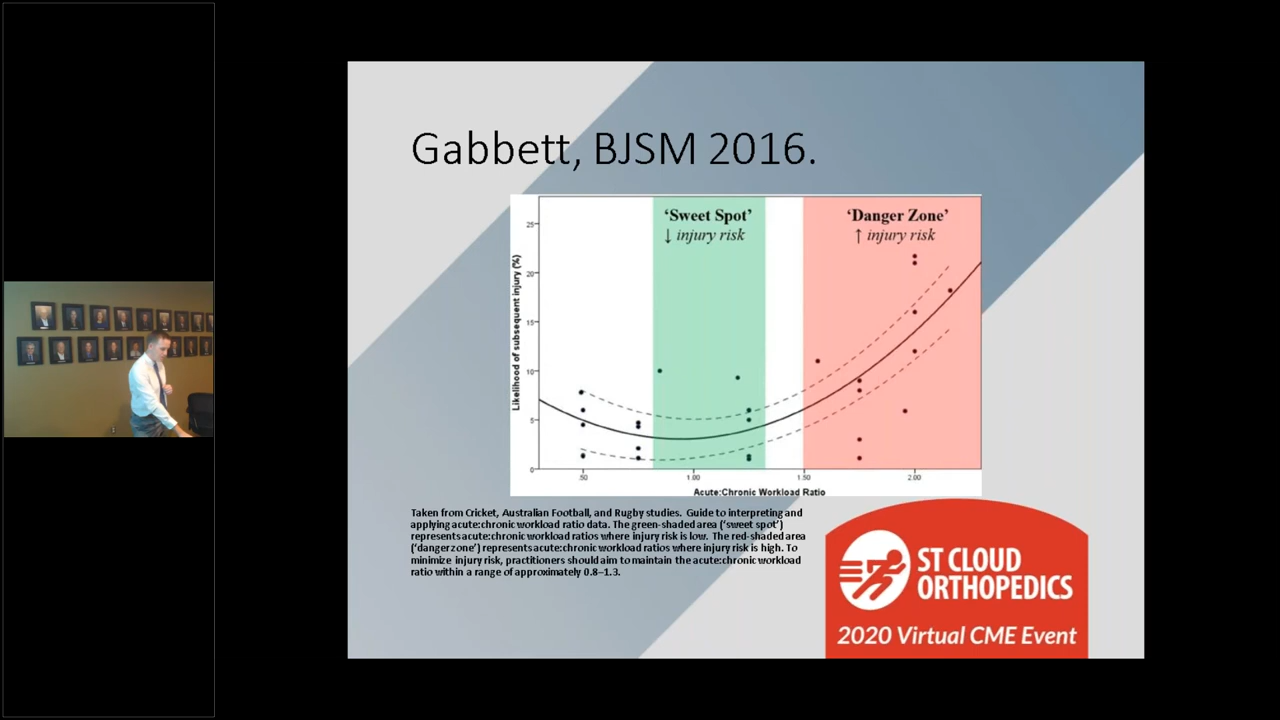 Gabbett, BJSM 2016.
'Sweet Spot'
↓ injury risk
'Danger Zone'
↑ injury risk
Likelihood of subsequent injury (%)
25
20
15
10
5
0
.50
1.00
1.50
2.00
Acute:Chronic Workload Ratio
Taken from Cricket, Australian Football, and Rugby studies. Guide to interpreting and
applying acute:chronic workload ratio data. The green-shaded area ('sweet spot')
represents acute:chronic workload ratios where injury risk is low. The red-shaded area
('danger zone') represents acute:chronic workload ratios where injury risk is high. To
minimize injury risk, practitioners should aim to maintain the acute:chronic workload
ratio within a range of approximately 0.8–1.3.
ST CLOUD
ORTHOPEDICS
2020 Virtual CME Event